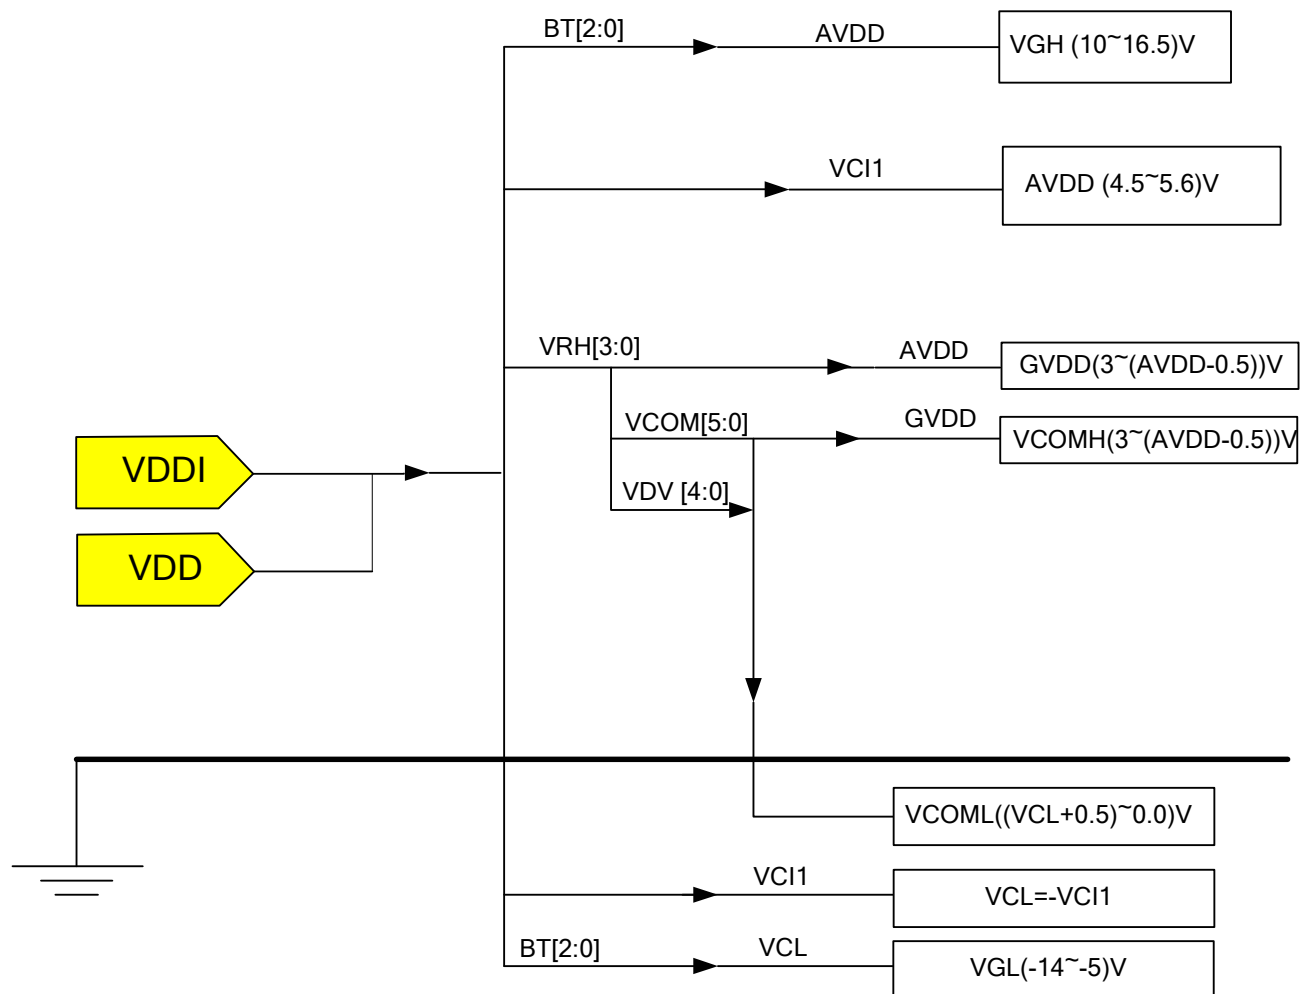 BT[2:0]
AVDD
VGH (10~16.5)V
VCI1
AVDD (4.5~5.6)V
VRH[3:0]
AVDD
GVDD(3~(AVDD-0.5))V
VCOM[5:0]
GVDD
VCOMH(3~(AVDD-0.5))V
VDDI
VDV [4:0]
VDD
VCOML((VCL+0.5)~0.0)V
VCI1
VCL=-VCI1
BT[2:0]
VCL
VGL(-14~-5)V